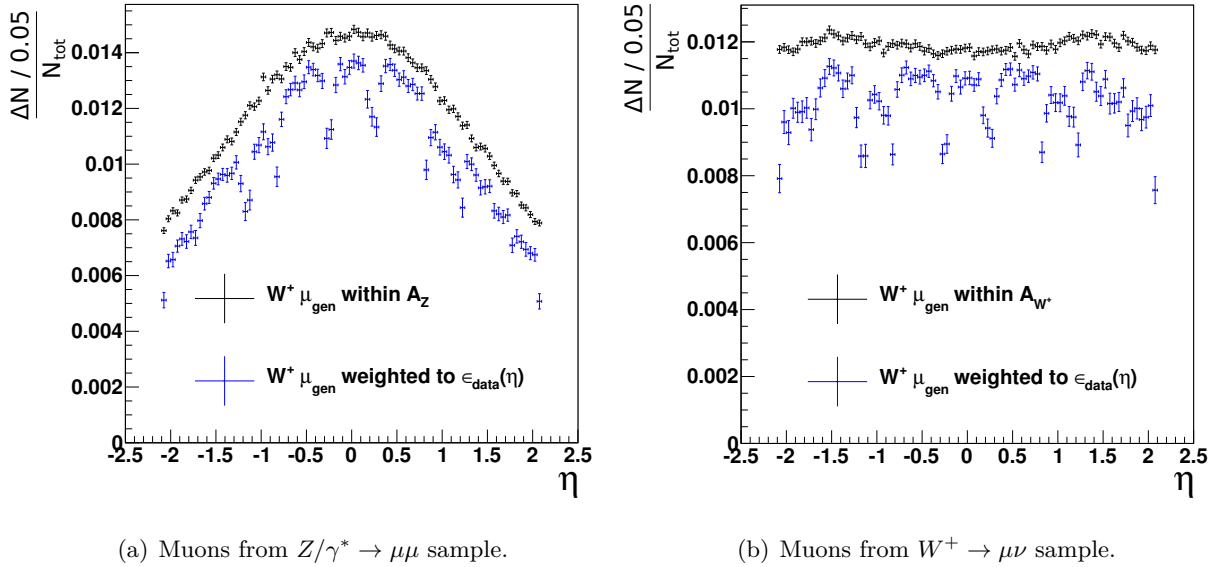 ΔN / 0.05
N_tot
0.014
0.012
0.01
0.008
0.006
0.004
0.002
0
W⁺ μ_gen within A_Z
W⁺ μ_gen weighted to ϵ_data(η)
-2.5 -2 -1.5 -1 -0.5 0 0.5 1 1.5 2 2.5
η
(a) Muons from Z/γ* → μμ sample.
ΔN / 0.05
N_tot
0.012
0.01
0.008
0.006
0.004
0.002
0
W⁺ μ_gen within A_W⁺
W⁺ μ_gen weighted to ϵ_data(η)
-2.5 -2 -1.5 -1 -0.5 0 0.5 1 1.5 2 2.5
η
(b) Muons from W⁺ → μν sample.